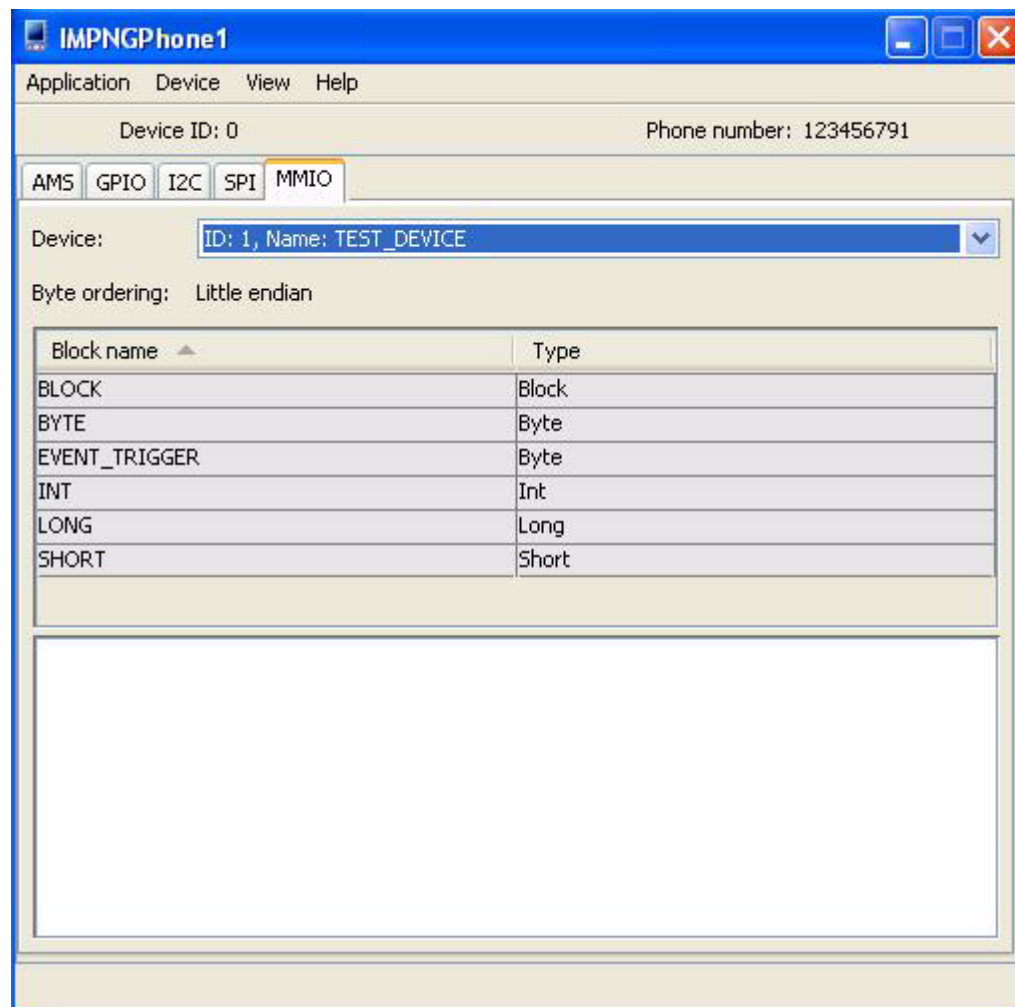 IMPNGPhone1
Application Device View Help
Device ID: 0 Phone number: 123456791
AMS GPIO I2C SPI MMIO
Device: ID: 1, Name: TEST_DEVICE
Byte ordering: Little endian
Block name Type
BLOCK Block
BYTE Byte
EVENT_TRIGGER Byte
INT Int
LONG Long
SHORT Short